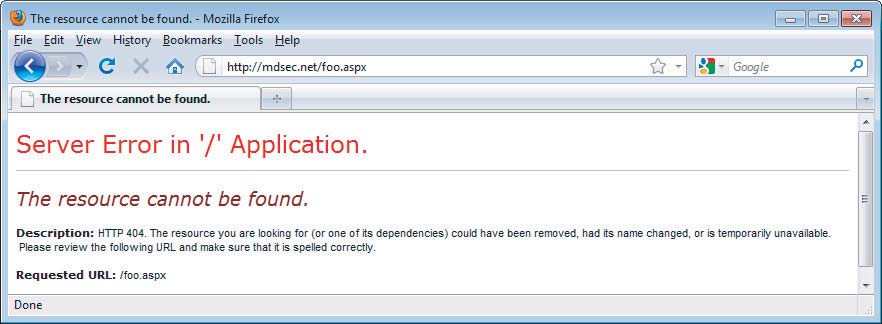 The resource cannot be found. - Mozilla Firefox
File Edit View History Bookmarks Tools Help
http://mdsec.net/foo.aspx
Google
The resource cannot be found.
Server Error in '/' Application.
The resource cannot be found.
Description: HTTP 404. The resource you are looking for (or one of its dependencies) could have been removed, had its name changed, or is temporarily unavailable.
Please review the following URL and make sure that it is spelled correctly.
Requested URL: /foo.aspx
Done